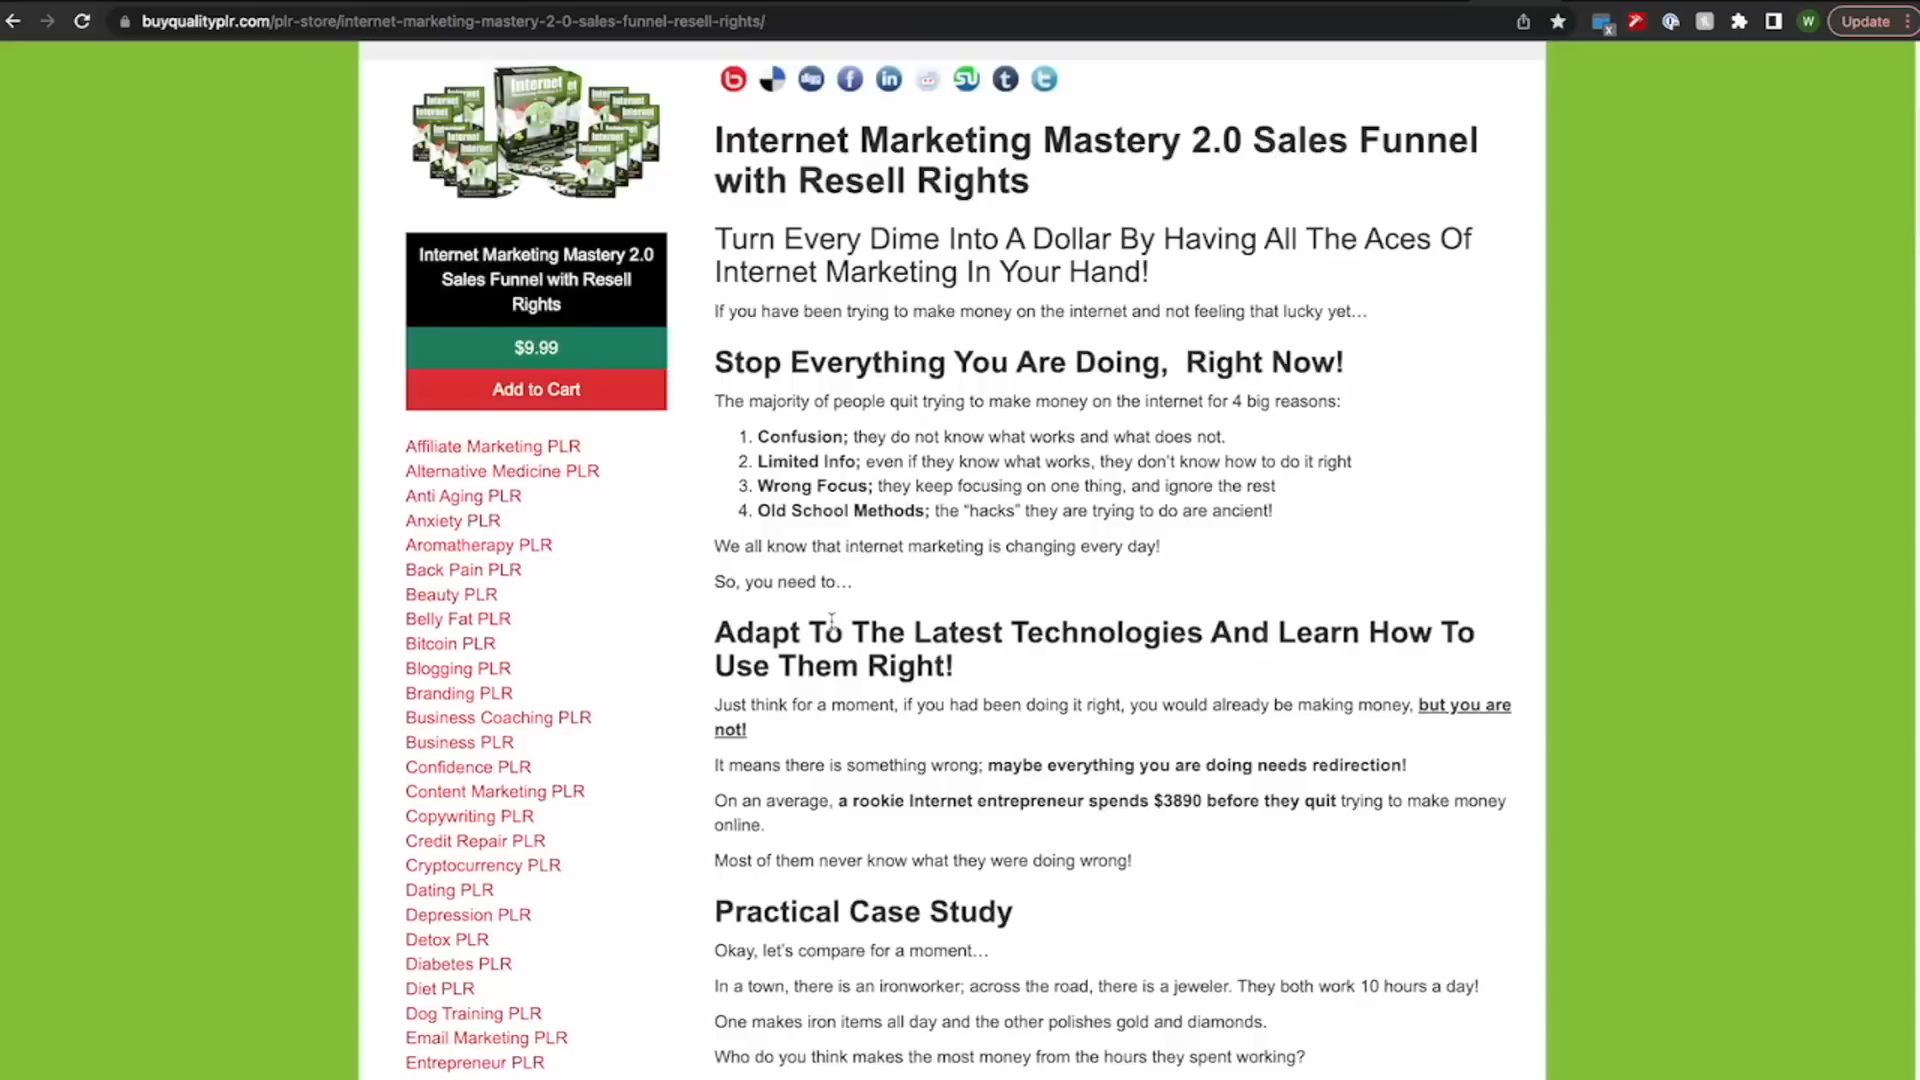 buyqualityplr.com/plr-store/internet-marketing-mastery-2-0-sales-funnel-resell-rights/
W
Update
Internet
Internet Marketing Mastery 2.0
Sales Funnel with Resell
Rights
$9.99
Add to Cart
Affiliate Marketing PLR
Alternative Medicine PLR
Anti Aging PLR
Anxiety PLR
Aromatherapy PLR
Back Pain PLR
Beauty PLR
Belly Fat PLR
Bitcoin PLR
Blogging PLR
Branding PLR
Business Coaching PLR
Business PLR
Confidence PLR
Content Marketing PLR
Copywriting PLR
Credit Repair PLR
Cryptocurrency PLR
Dating PLR
Depression PLR
Detox PLR
Diabetes PLR
Diet PLR
Dog Training PLR
Email Marketing PLR
Entrepreneur PLR
digg
Internet Marketing Mastery 2.0 Sales Funnel
with Resell Rights
Turn Every Dime Into A Dollar By Having All The Aces Of
Internet Marketing In Your Hand!
If you have been trying to make money on the internet and not feeling that lucky yet…
Stop Everything You Are Doing, Right Now!
The majority of people quit trying to make money on the internet for 4 big reasons:
1. Confusion; they do not know what works and what does not.
2. Limited Info; even if they know what works, they don’t know how to do it right
3. Wrong Focus; they keep focusing on one thing, and ignore the rest
4. Old School Methods; the “hacks” they are trying to do are ancient!
We all know that internet marketing is changing every day!
So, you need to…
Adapt To The Latest Technologies And Learn How To
Use Them Right!
Just think for a moment, if you had been doing it right, you would already be making money, but you are
not!
It means there is something wrong; maybe everything you are doing needs redirection!
On an average, a rookie Internet entrepreneur spends $3890 before they quit trying to make money
online.
Most of them never know what they were doing wrong!
Practical Case Study
Okay, let’s compare for a moment…
In a town, there is an ironworker; across the road, there is a jeweler. They both work 10 hours a day!
One makes iron items all day and the other polishes gold and diamonds.
Who do you think makes the most money from the hours they spent working?